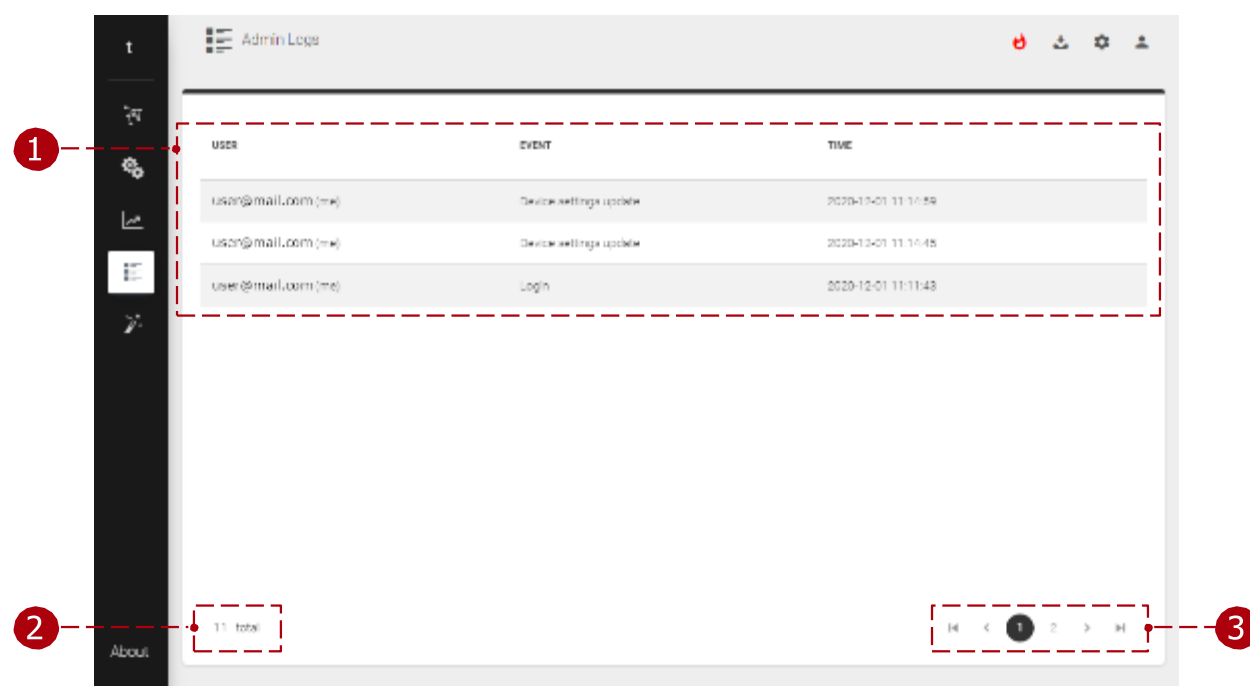 t
Admin Logs
1
USER EVENT TIME
user@mail.com (me) Device settings update 2020-12-01 11:14:59
user@mail.com (me) Device settings update 2020-12-01 11:14:45
user@mail.com (me) Login 2020-12-01 11:11:43
2
11 total
1 2
3
About